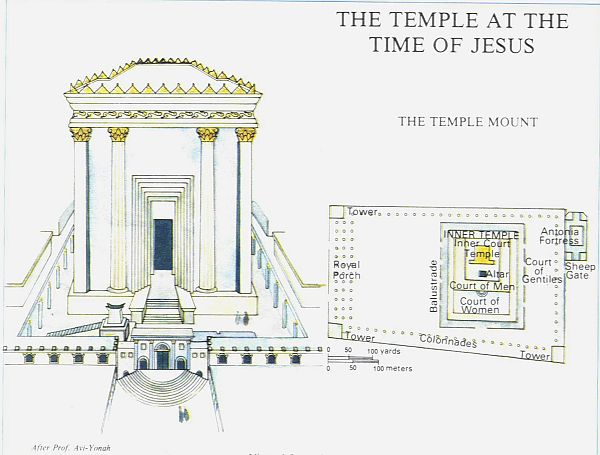 THE TEMPLE AT THE
TIME OF JESUS
THE TEMPLE MOUNT
Tower
INNER TEMPLE
Inner Court
Temple
Altar
Court of Men
Court of
Women
Balustrade
Royal
Porch
Court
of
Gentiles
Antonia
Fortress
Sheep
Gate
Tower
Colonnades
Tower
0 50 100 yards
0 50 100 meters
After Prof. Avi-Yonah